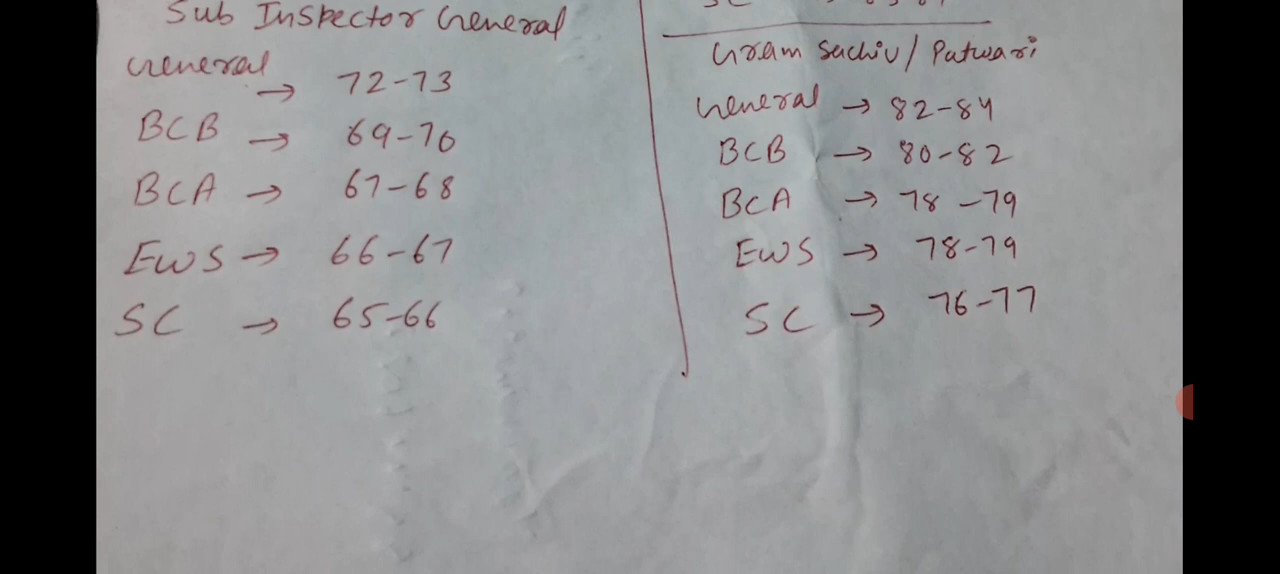 Sub Inspector General
General → 72-73
BCB → 69-70
BCA → 67-68
EWS → 66-67
SC → 65-66
SC
Gram Sachiv / Patwari
General → 82-84
BCB → 80-82
BCA → 78-79
EWS → 78-79
SC → 76-77